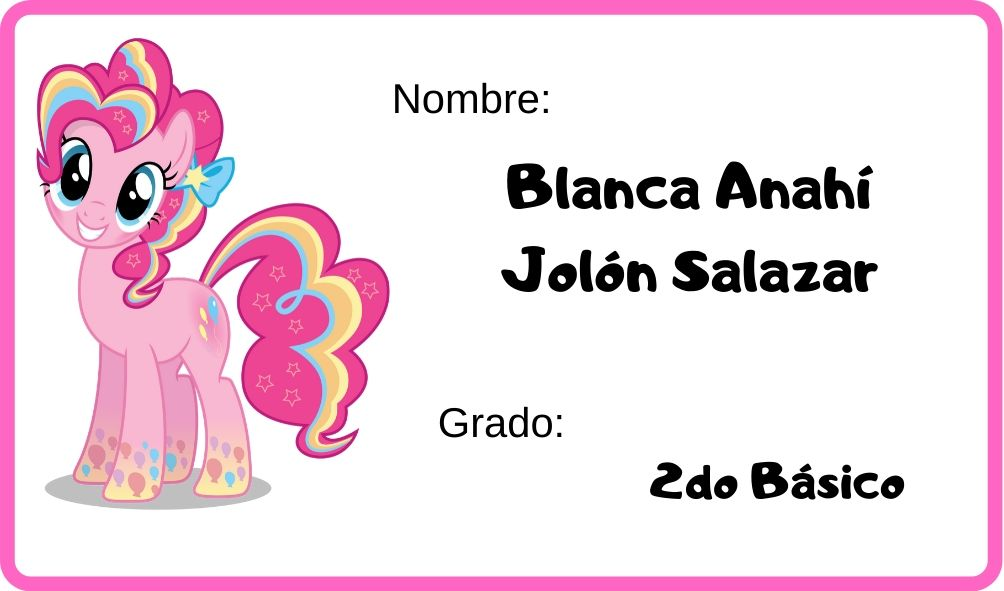 Nombre:
Blanca Anahí
Jolón Salazar
Grado:
2do Básico